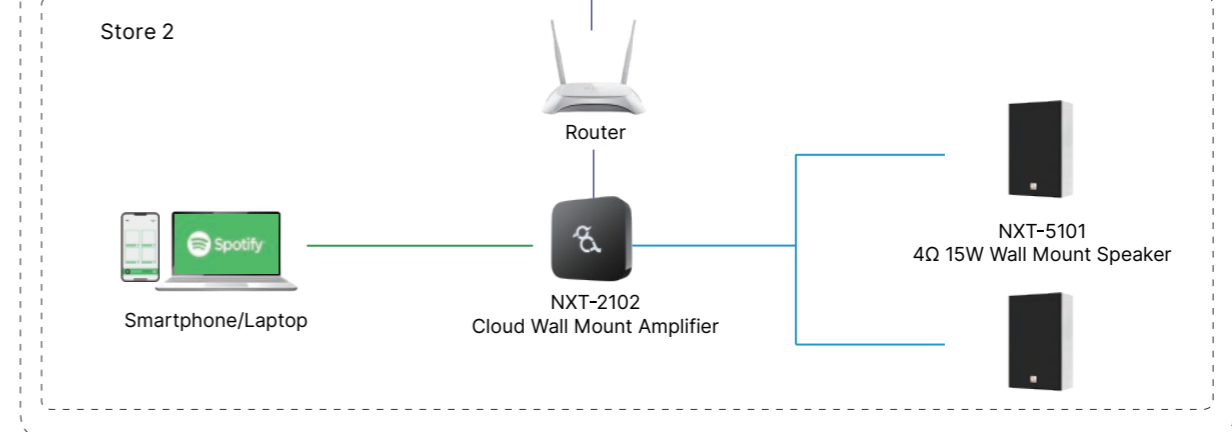 Store 2
Router
Spotify
Smartphone/Laptop
NXT-2102
Cloud Wall Mount Amplifier
NXT-5101
4Ω 15W Wall Mount Speaker